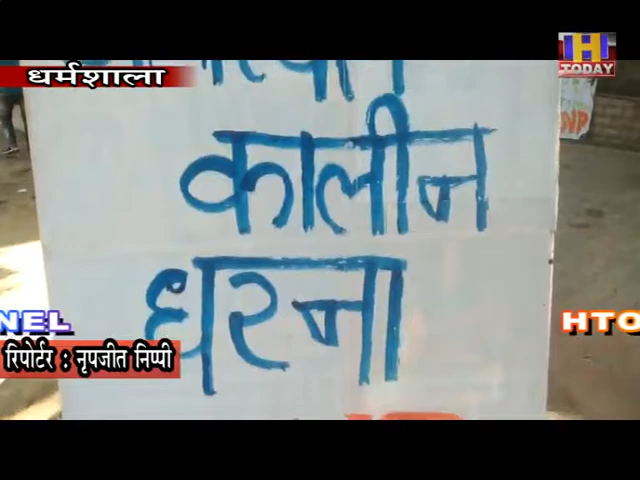 H TODAY
धर्मशाला
कालीन
धरना
NEL
HTO
रिपोर्टर : नृपजीत निप्पी